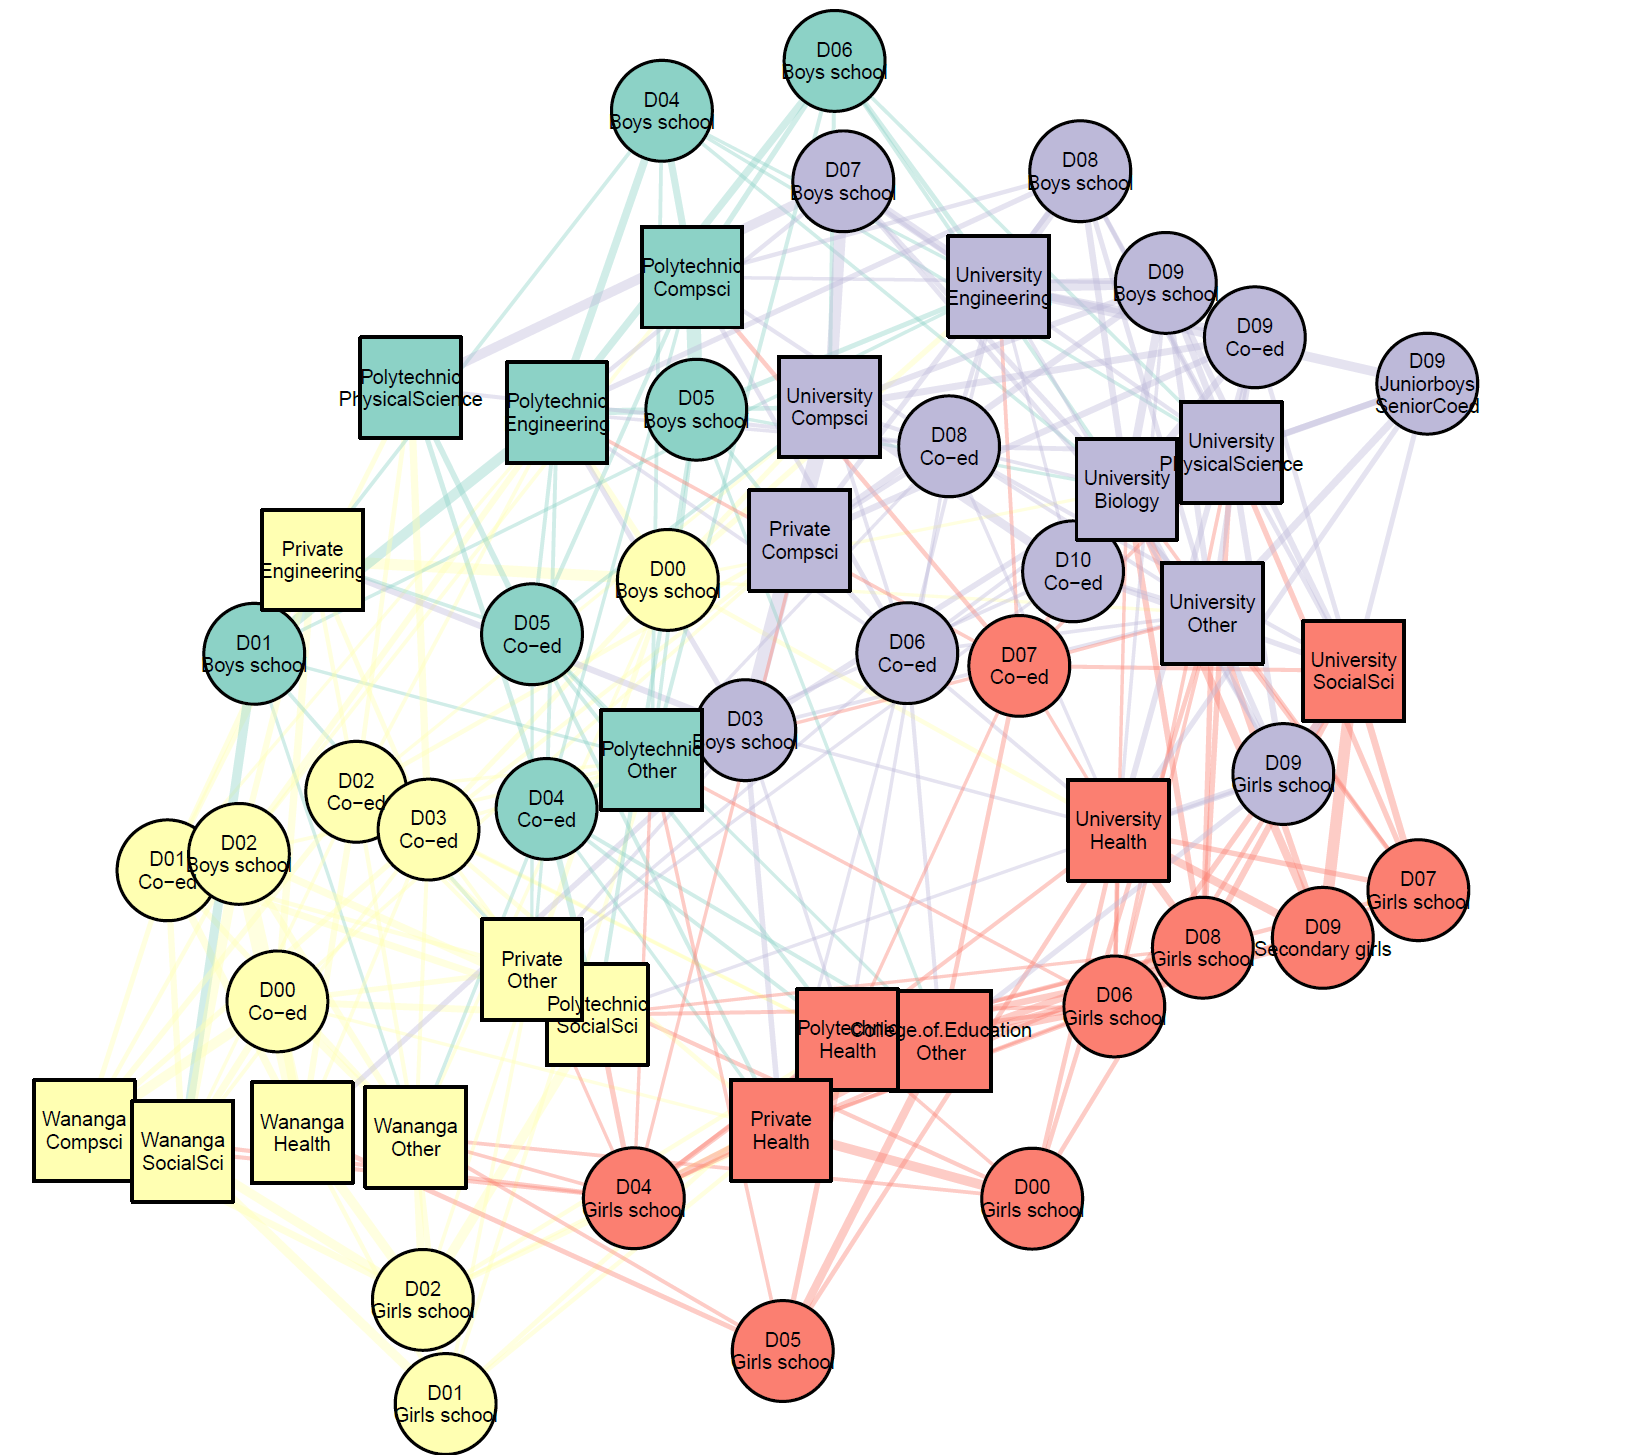 D06
Boys school
D04
Boys school
D07
Boys school
D08
Boys school
Polytechnic
Compsci
University
Engineering
D09
Boys school
D09
Co−ed
D09
Juniorboys
SeniorCoed
Polytechnic
PhysicalScience
Polytechnic
Engineering
D05
Boys school
University
Compsci
D08
Co−ed
University
PhysicalScience
University
Biology
Private
Engineering
Private
Compsci
D00
Boys school
D10
Co−ed
University
Other
D01
Boys school
D05
Co−ed
D06
Co−ed
D07
Co−ed
University
SocialSci
D03
Boys school
Polytechnic
Other
D02
Co−ed
D03
Co−ed
D04
Co−ed
D09
Girls school
University
Health
D01
Co−ed
D02
Boys school
D07
Girls school
D09
Secondary girls
D08
Girls school
Private
Other
Polytechnic
SocialSci
D00
Co−ed
D06
Girls school
Polytechnic
Health
College.of.Education
Other
Wananga
Compsci
Wananga
SocialSci
Wananga
Health
Wananga
Other
Private
Health
D04
Girls school
D00
Girls school
D02
Girls school
D05
Girls school
D01
Girls school